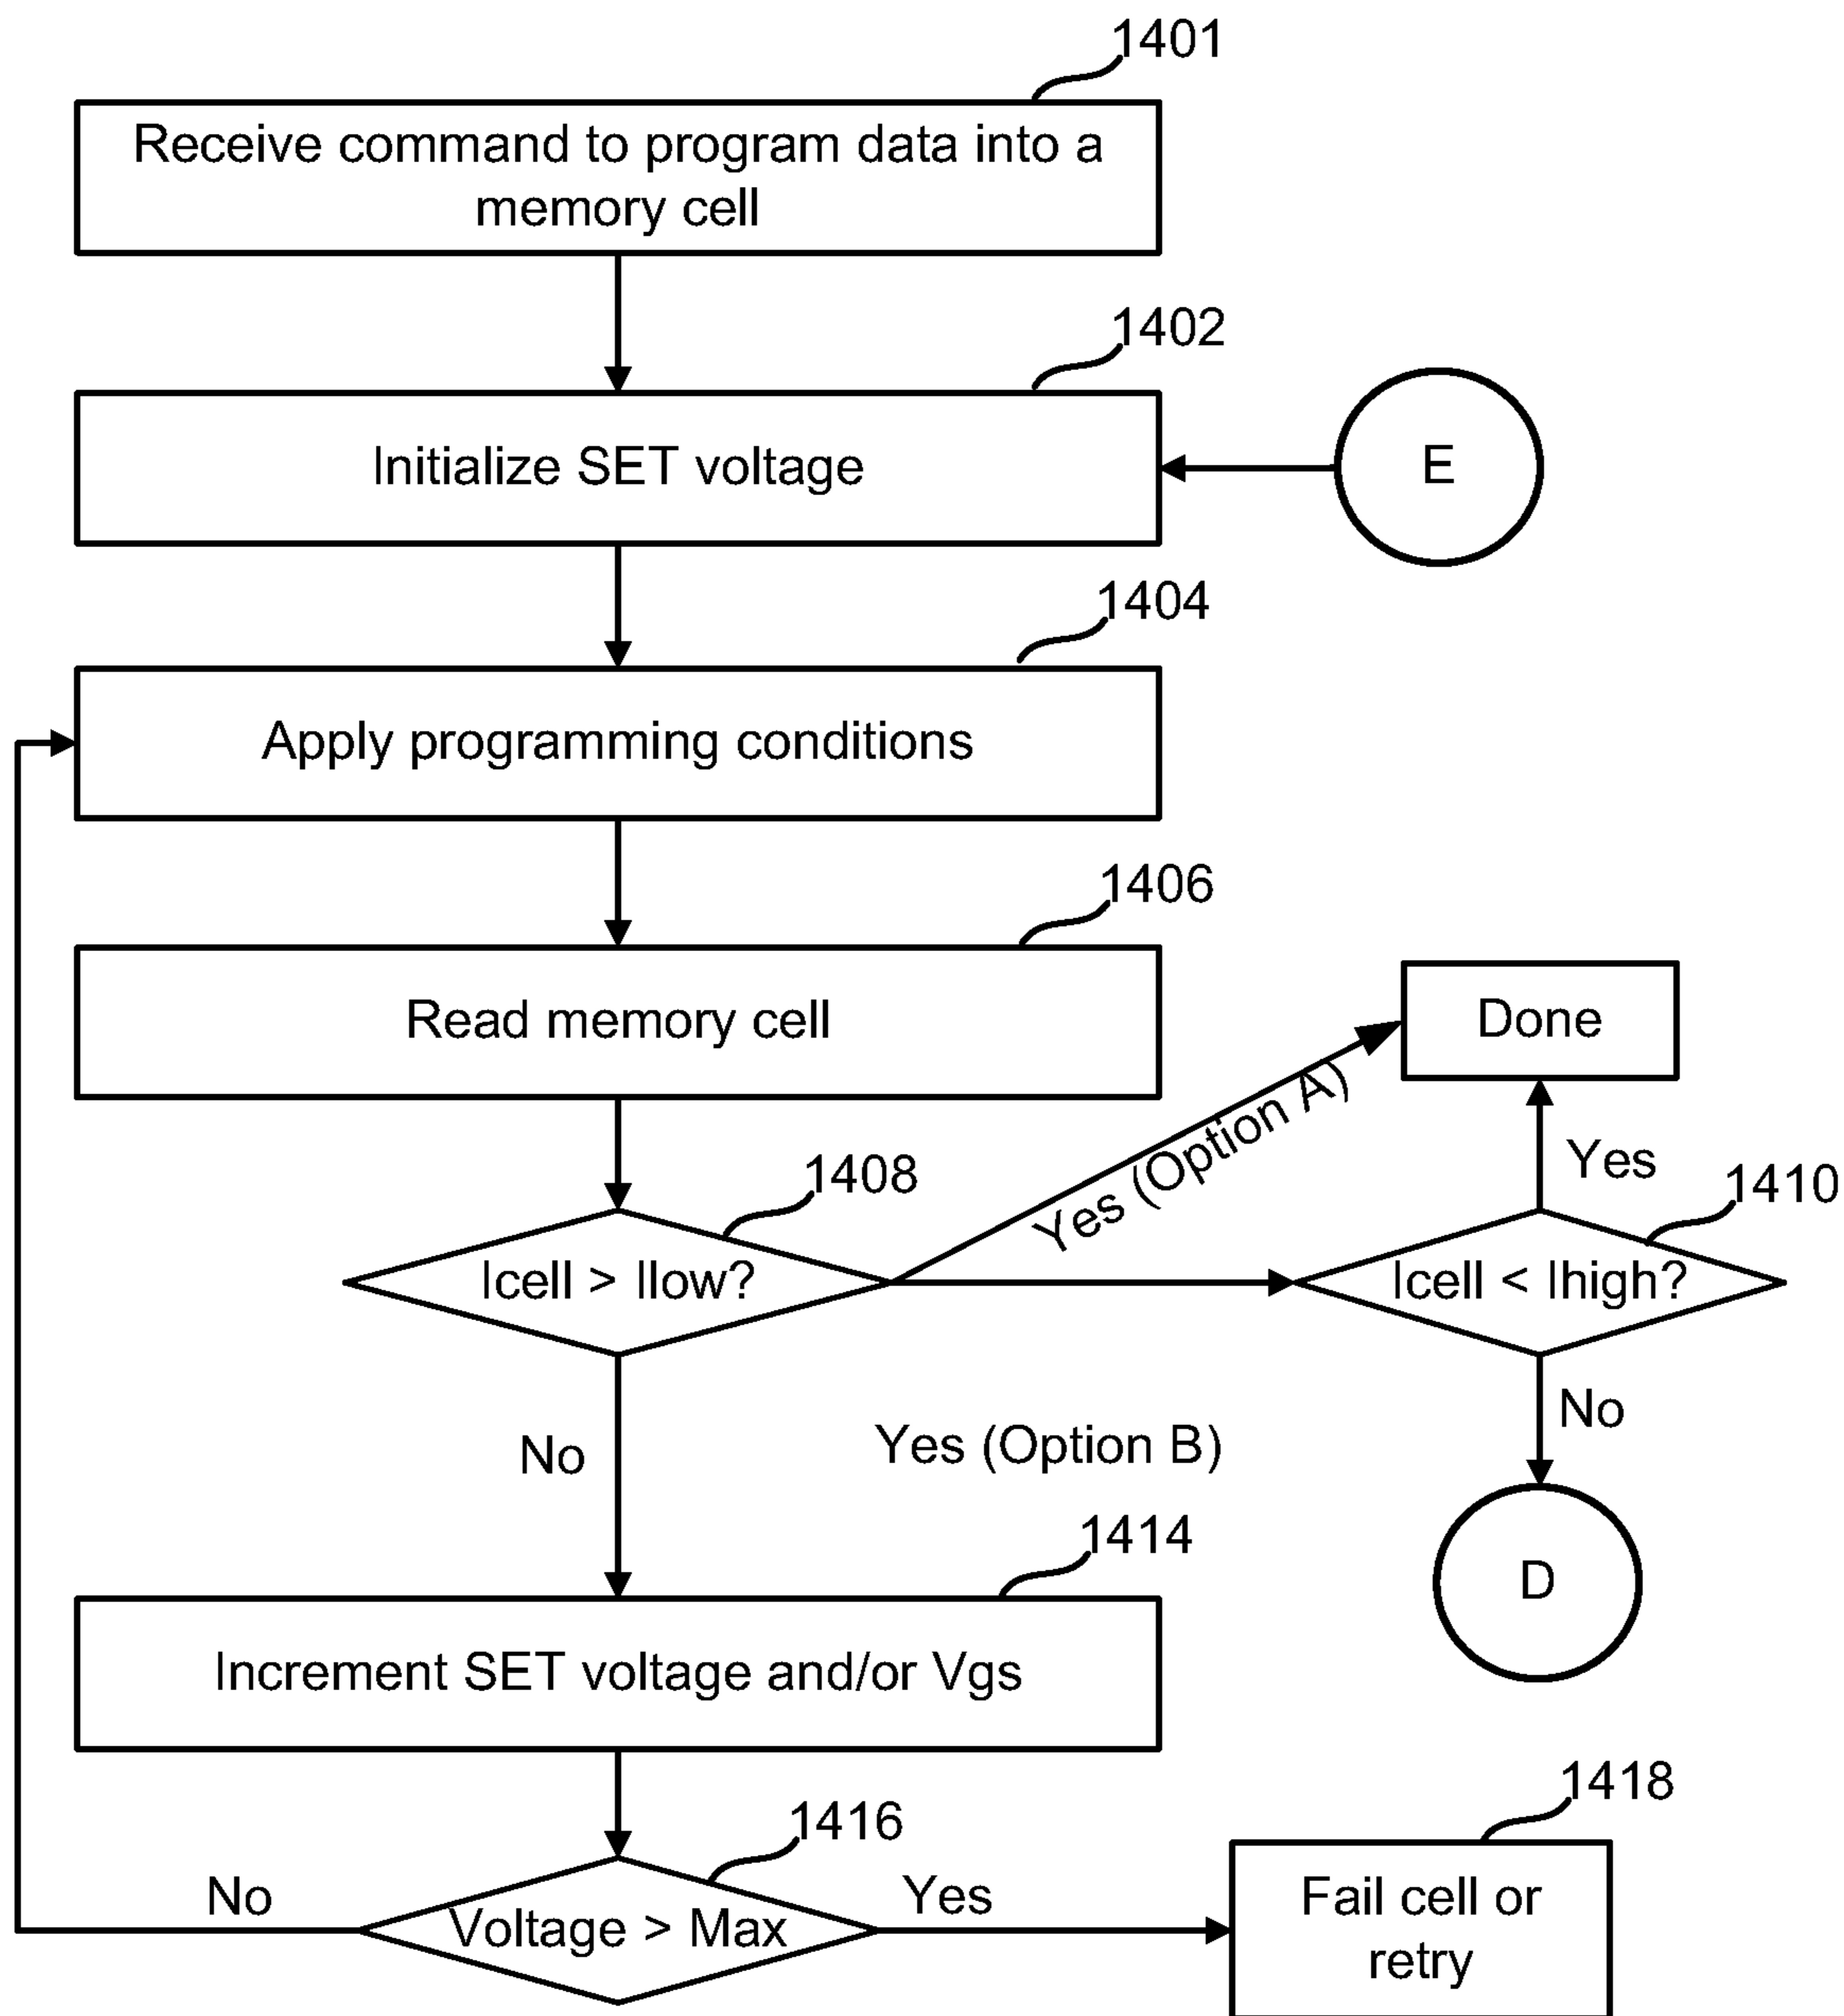 1401
Receive command to program data into a
memory cell
1402
Initialize SET voltage
E
1404
Apply programming conditions
1406
Read memory cell
Done
Yes (Option A)
Yes
1408
1410
Icell > Ilow?
Icell < Ihigh?
No
Yes (Option B)
No
D
1414
Increment SET voltage and/or Vgs
1416
1418
No
Voltage > Max
Yes
Fail cell or
retry